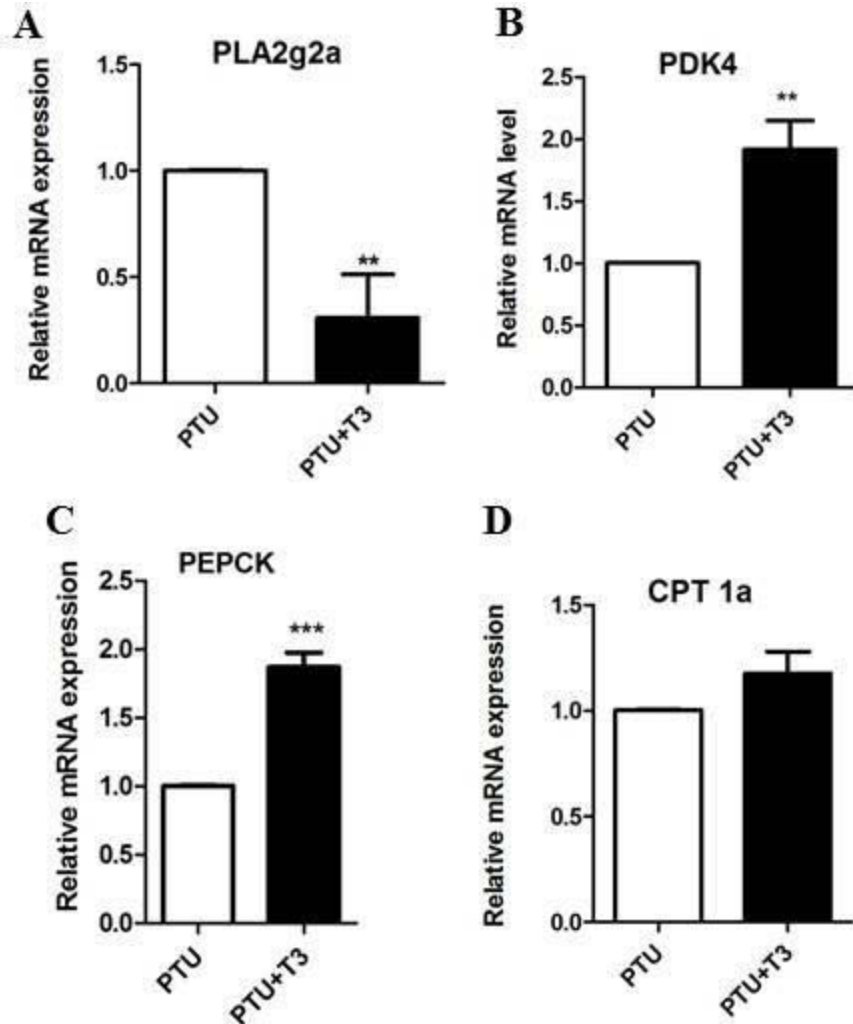 A
PLA2g2a
Relative mRNA expression
1.5
1.0
0.5
0.0
**
PTU
PTU+T3
B
PDK4
Relative mRNA level
2.5
2.0
1.5
1.0
0.5
0.0
**
PTU
PTU+T3
C
PEPCK
Relative mRNA expression
2.5
2.0
1.5
1.0
0.5
0.0
***
PTU
PTU+T3
D
CPT 1a
Relative mRNA expression
1.5
1.0
0.5
0.0
PTU
PTU+T3